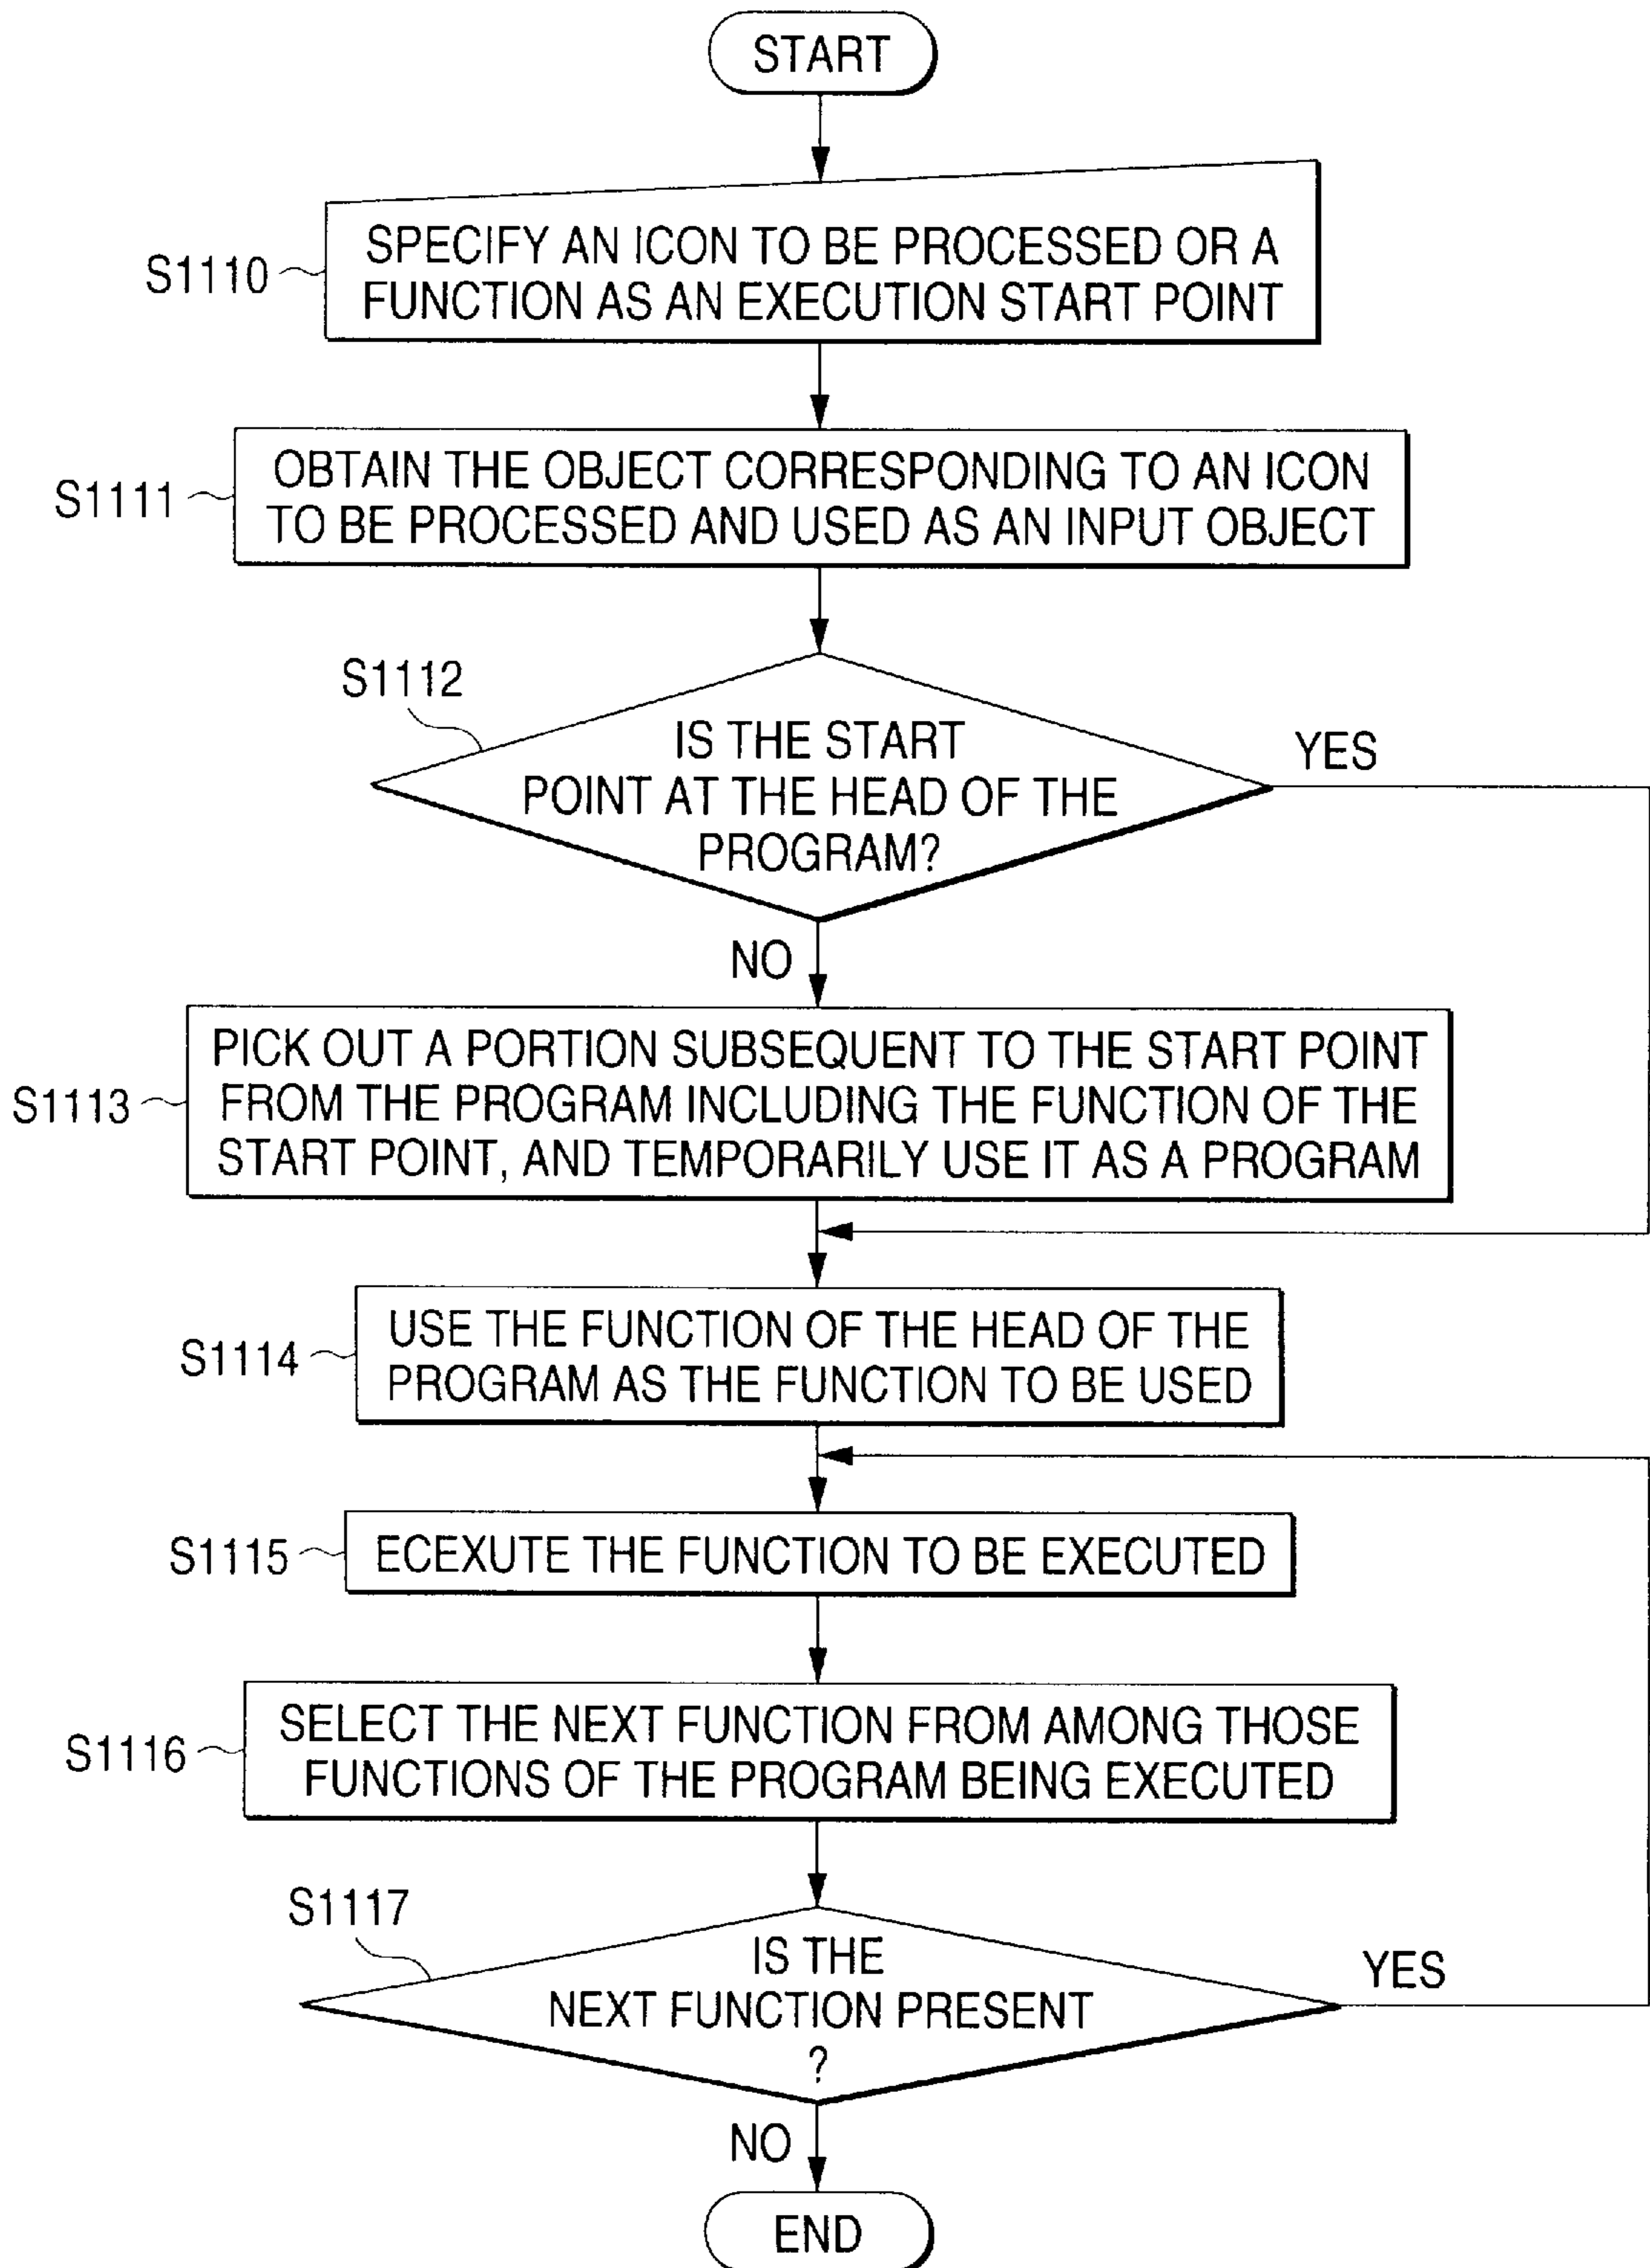 START
S1110
SPECIFY AN ICON TO BE PROCESSED OR A
FUNCTION AS AN EXECUTION START POINT
S1111
OBTAIN THE OBJECT CORRESPONDING TO AN ICON
TO BE PROCESSED AND USED AS AN INPUT OBJECT
S1112
IS THE START
POINT AT THE HEAD OF THE
PROGRAM?
YES
NO
S1113
PICK OUT A PORTION SUBSEQUENT TO THE START POINT
FROM THE PROGRAM INCLUDING THE FUNCTION OF THE
START POINT, AND TEMPORARILY USE IT AS A PROGRAM
S1114
USE THE FUNCTION OF THE HEAD OF THE
PROGRAM AS THE FUNCTION TO BE USED
S1115
ECEXUTE THE FUNCTION TO BE EXECUTED
S1116
SELECT THE NEXT FUNCTION FROM AMONG THOSE
FUNCTIONS OF THE PROGRAM BEING EXECUTED
S1117
IS THE
NEXT FUNCTION PRESENT
?
YES
NO
END